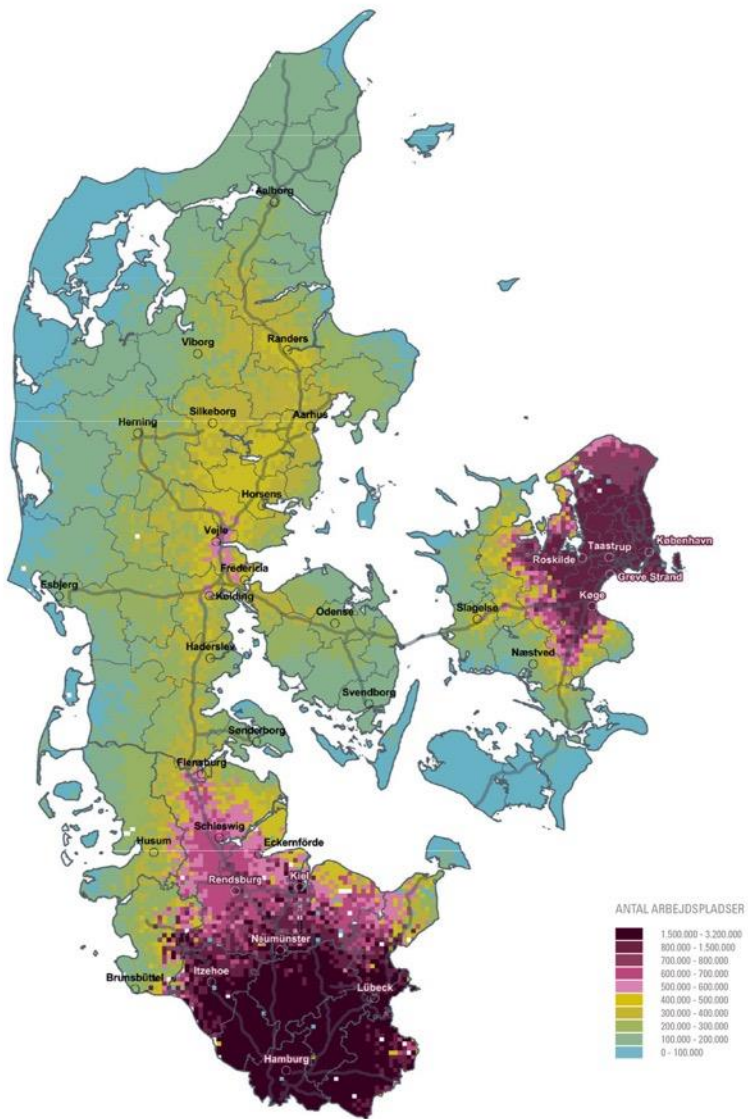 Aalborg
Viborg
Randers
Herning
Silkeborg
Aarhus
Horsens
Vejle
Fredericia
Esbjerg
Kolding
Odense
Haderslev
Svendborg
Sønderborg
Roskilde
Taastrup
København
Greve Strand
Køge
Slagelse
Næstved
Flensburg
Schleswig
Husum
Eckernförde
Rendsburg
Kiel
Neumünster
Brunsbüttel
Itzehoe
Lübeck
Hamburg
ANTAL ARBEJDSPLADSER
1.500.000 - 3.200.000
800.000 - 1.500.000
700.000 - 800.000
600.000 - 700.000
500.000 - 600.000
400.000 - 500.000
300.000 - 400.000
200.000 - 300.000
100.000 - 200.000
0 - 100.000